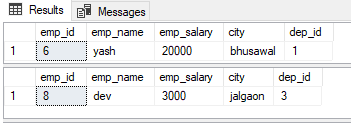 Results Messages
emp_id emp_name emp_salary city dep_id
1 6 yash 20000 bhusawal 1
emp_id emp_name emp_salary city dep_id
1 8 dev 3000 jalgaon 3